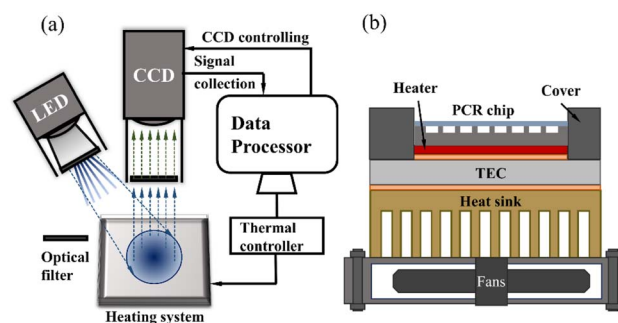 (a)
CCD controlling
Signal
collection
LED
CCD
Data
Processor
Thermal
controller
Optical
filter
Heating system
(b)
PCR chip
Cover
Heater
TEC
Heat sink
Fans